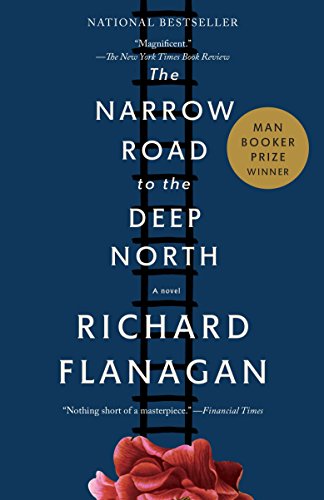 NATIONAL BESTSELLER
"Magnificent."
—The New York Times Book Review
The
NARROW
ROAD
to the
DEEP
NORTH
MAN
BOOKER
PRIZE
WINNER
A novel
RICHARD
FLANAGAN
"Nothing short of a masterpiece."—Financial Times